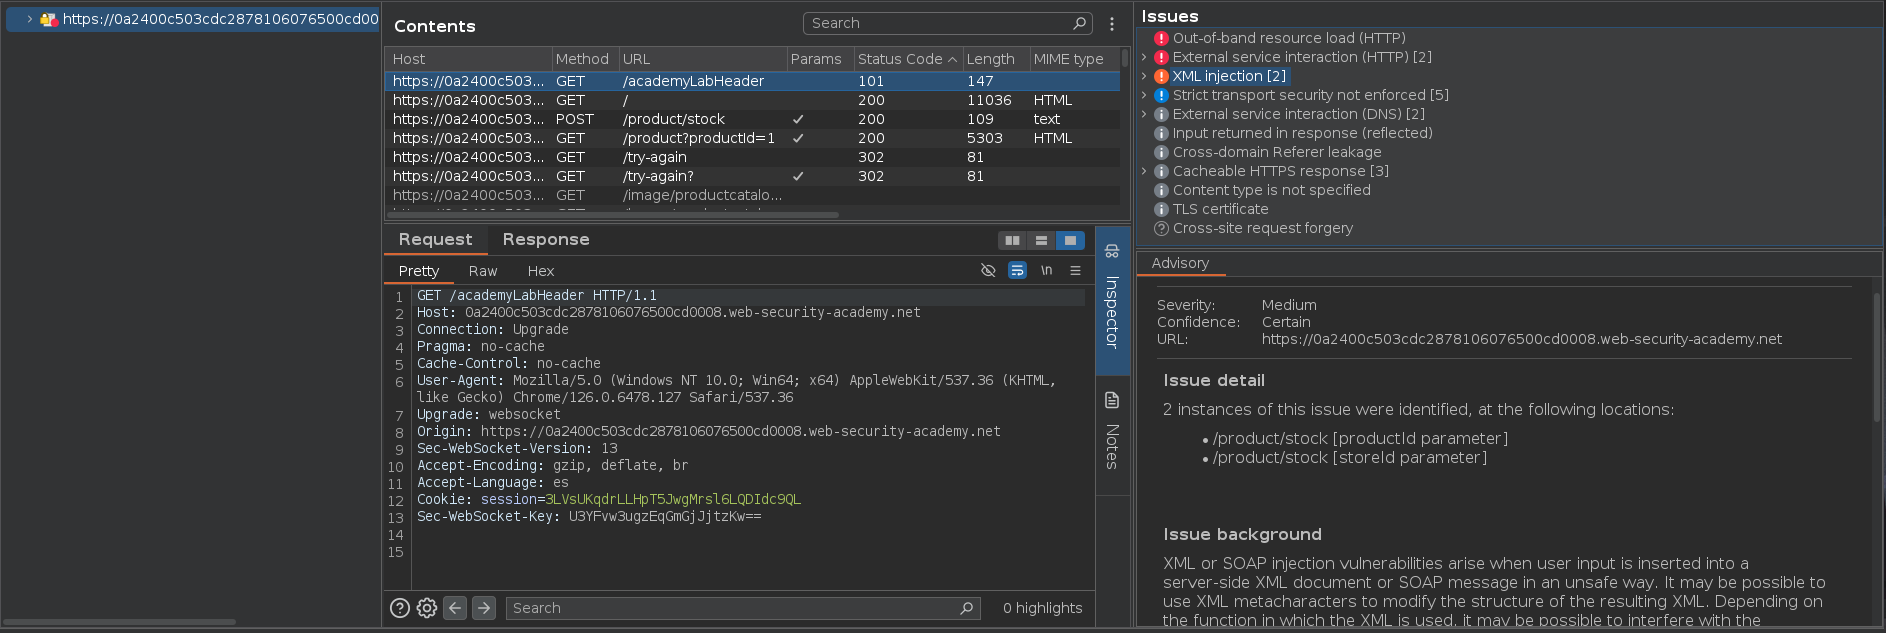 https://0a2400c503cdc2878106076500cd00
Contents
Search
Host Method URL Params Status Code Length MIME type
https://0a2400c503... GET /academyLabHeader 101 147
https://0a2400c503... GET / 200 11036 HTML
https://0a2400c503... POST /product/stock ✓ 200 109 text
https://0a2400c503... GET /product?productId=1 ✓ 200 5303 HTML
https://0a2400c503... GET /try-again 302 81
https://0a2400c503... GET /try-again? ✓ 302 81
https://0a2400c503... GET /image/productcatalo...
Request Response
Pretty Raw Hex
\n
1 GET /academyLabHeader HTTP/1.1
2 Host: 0a2400c503cdc2878106076500cd0008.web-security-academy.net
3 Connection: Upgrade
4 Pragma: no-cache
5 Cache-Control: no-cache
6 User-Agent: Mozilla/5.0 (Windows NT 10.0; Win64; x64) AppleWebKit/537.36 (KHTML,
like Gecko) Chrome/126.0.6478.127 Safari/537.36
7 Upgrade: websocket
8 Origin: https://0a2400c503cdc2878106076500cd0008.web-security-academy.net
9 Sec-WebSocket-Version: 13
10 Accept-Encoding: gzip, deflate, br
11 Accept-Language: es
12 Cookie: session=3LVsUKqdrLLHpT5JwgMrsl6LQDIdc9QL
13 Sec-WebSocket-Key: U3YFvw3ugzEqGmGjJjtzKw==
14
15
Search
0 highlights
Inspector
Notes
Issues
Out-of-band resource load (HTTP)
External service interaction (HTTP) [2]
XML injection [2]
Strict transport security not enforced [5]
External service interaction (DNS) [2]
Input returned in response (reflected)
Cross-domain Referer leakage
Cacheable HTTPS response [3]
Content type is not specified
TLS certificate
Cross-site request forgery
Advisory
Severity: Medium
Confidence: Certain
URL: https://0a2400c503cdc2878106076500cd0008.web-security-academy.net
Issue detail
2 instances of this issue were identified, at the following locations:
• /product/stock [productId parameter]
• /product/stock [storeId parameter]
Issue background
XML or SOAP injection vulnerabilities arise when user input is inserted into a
server-side XML document or SOAP message in an unsafe way. It may be possible to
use XML metacharacters to modify the structure of the resulting XML. Depending on
the function in which the XML is used, it may be possible to interfere with the